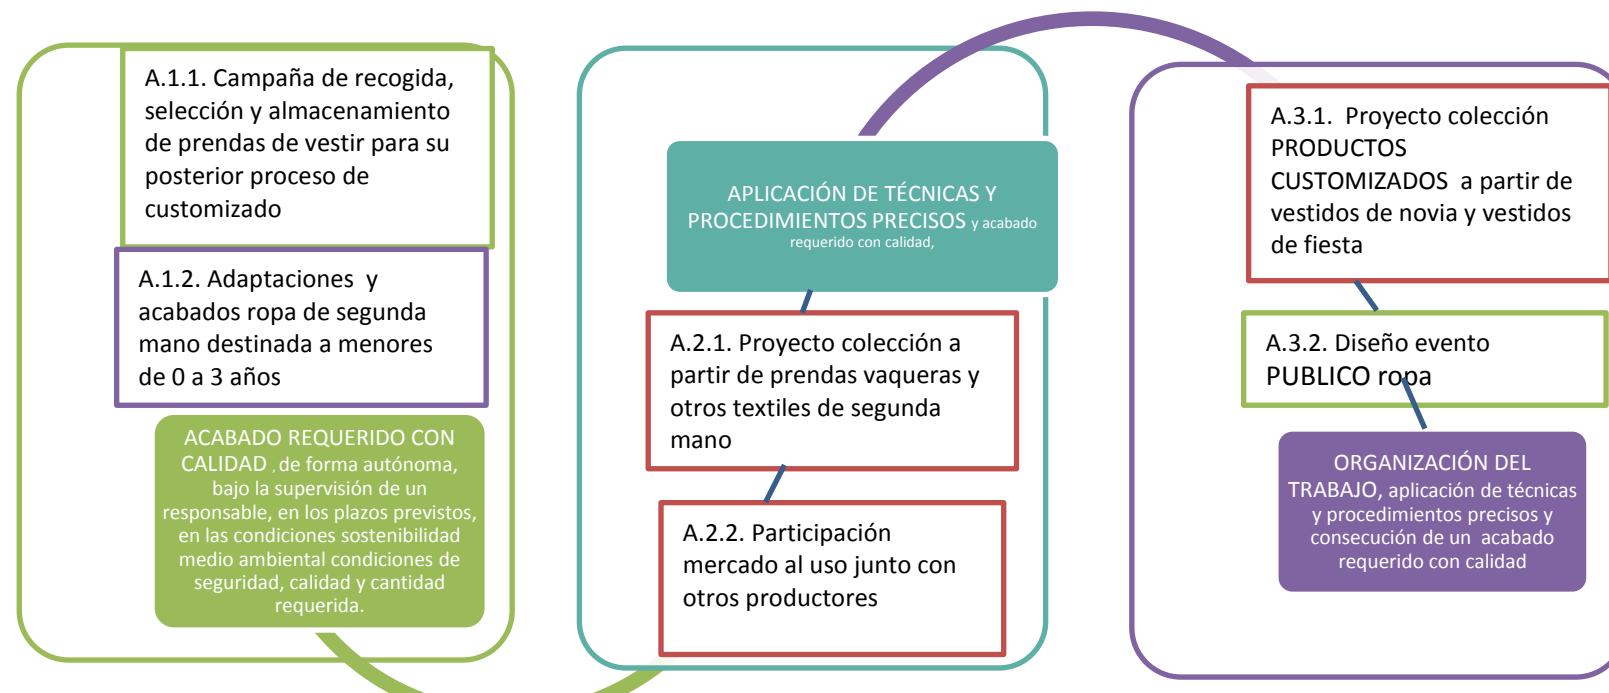 A.1.1. Campaña de recogida,
selección y almacenamiento
de prendas de vestir para su
posterior proceso de
customizado
A.1.2. Adaptaciones y
acabados ropa de segunda
mano destinada a menores
de 0 a 3 años
ACABADO REQUERIDO CON
CALIDAD , de forma autónoma,
bajo la supervisión de un
responsable, en los plazos previstos,
en las condiciones sostenibilidad
medio ambiental condiciones de
seguridad, calidad y cantidad
requerida.
APLICACIÓN DE TÉCNICAS Y
PROCEDIMIENTOS PRECISOS y acabado
requerido con calidad,
A.2.1. Proyecto colección a
partir de prendas vaqueras y
otros textiles de segunda
mano
A.2.2. Participación
mercado al uso junto con
otros productores
A.3.1. Proyecto colección
PRODUCTOS
CUSTOMIZADOS a partir de
vestidos de novia y vestidos
de fiesta
A.3.2. Diseño evento
PUBLICO ropa
ORGANIZACIÓN DEL
TRABAJO, aplicación de técnicas
y procedimientos precisos y
consecución de un acabado
requerido con calidad